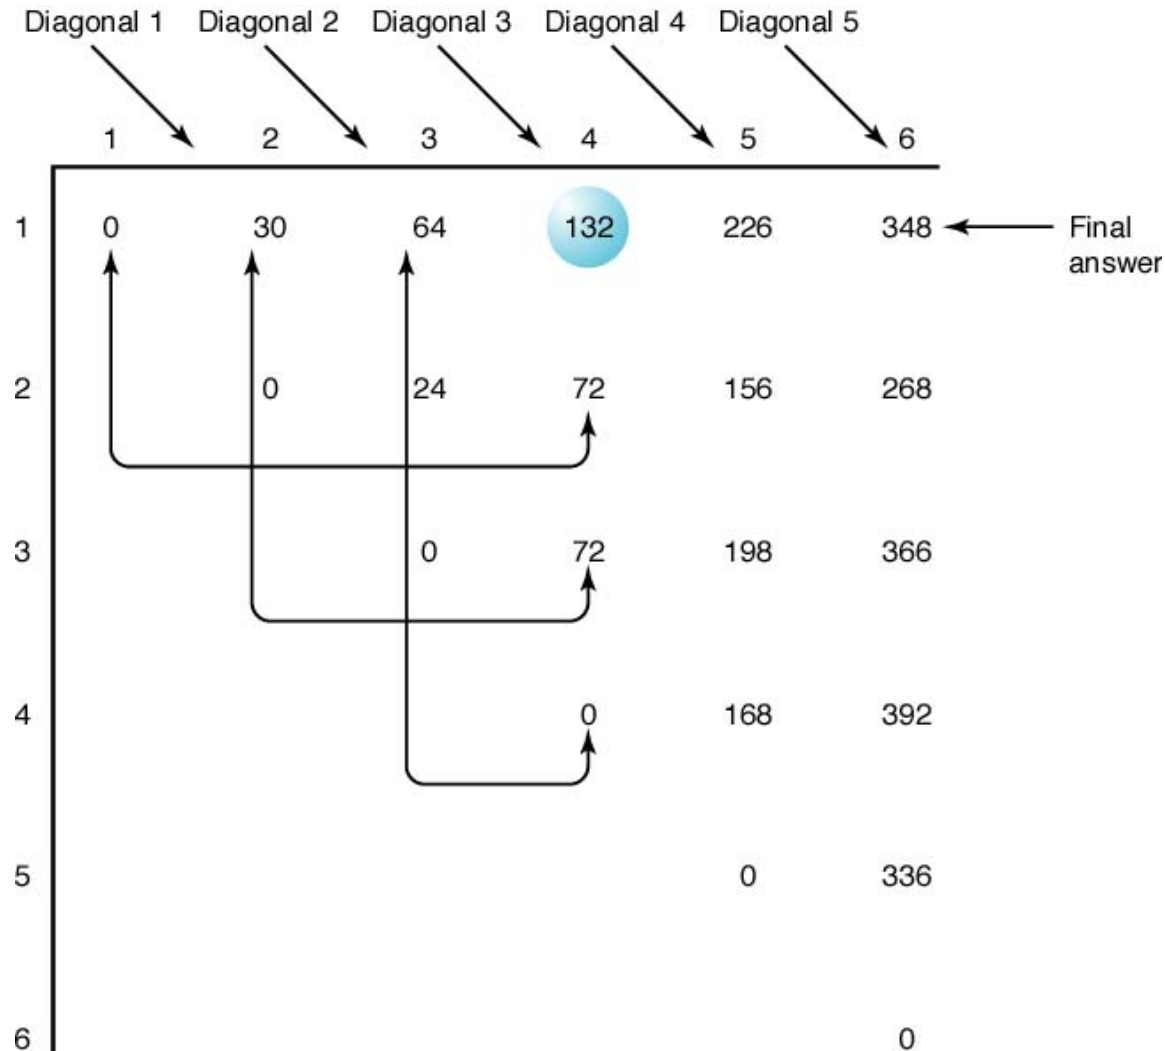 Diagonal 1 Diagonal 2 Diagonal 3 Diagonal 4 Diagonal 5
1 2 3 4 5 6
1 0 30 64 132 226 348 Final
answer
2 0 24 72 156 268
3 0 72 198 366
4 0 168 392
5 0 336
6 0